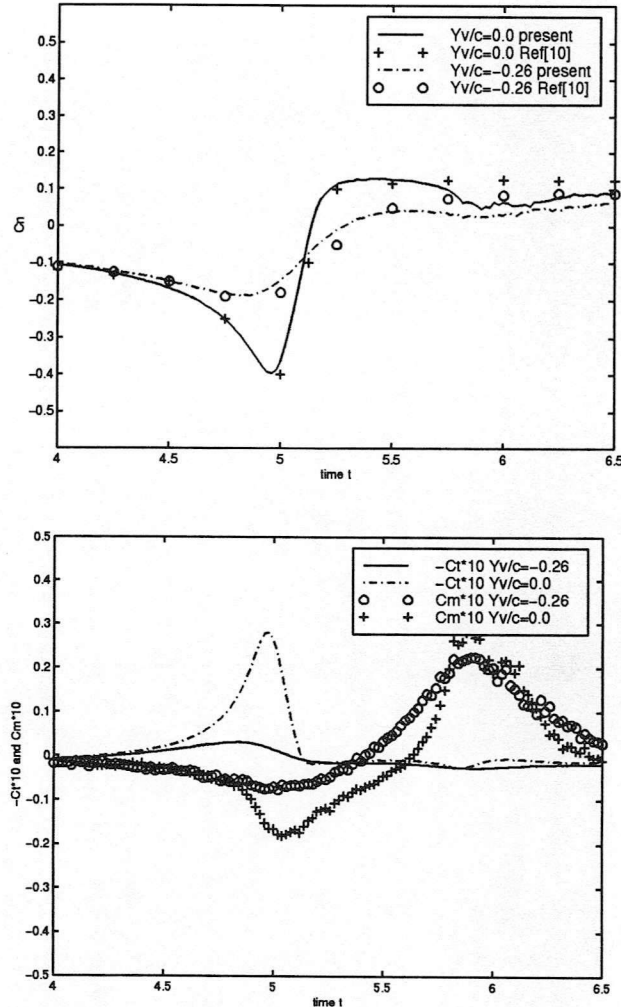 0.5
0.4
0.3
0.2
0.1
0
-0.1
-0.2
-0.3
-0.4
-0.5
Cn
Yv/c=0.0 present
Yv/c=0.0 Ref[10]
Yv/c=-0.26 present
Yv/c=-0.26 Ref[10]
4 4.5 5 5.5 6 6.5
time t
0.5
0.4
0.3
0.2
0.1
0
-0.1
-0.2
-0.3
-0.4
-0.5
-Ct*10 and Cm*10
-Ct*10 Yv/c=-0.26
-Ct*10 Yv/c=0.0
Cm*10 Yv/c=-0.26
Cm*10 Yv/c=0.0
4 4.5 5 5.5 6 6.5
time t